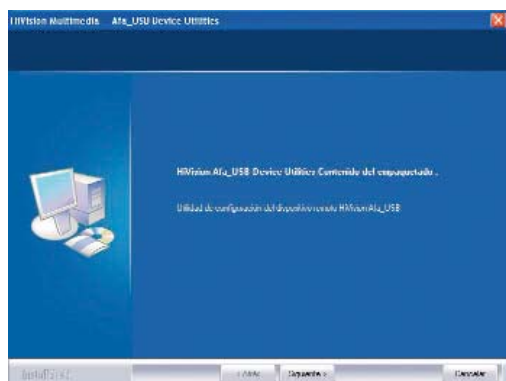 HiVision Multimedia Afa_USB Device Utilities
HiVision Afa_USB Device Utilities Contenido del empaquetado .
Utilidad de configuración del dispositivo remoto HiVision Afa_USB
< Atrás
Siguiente >
Cancelar